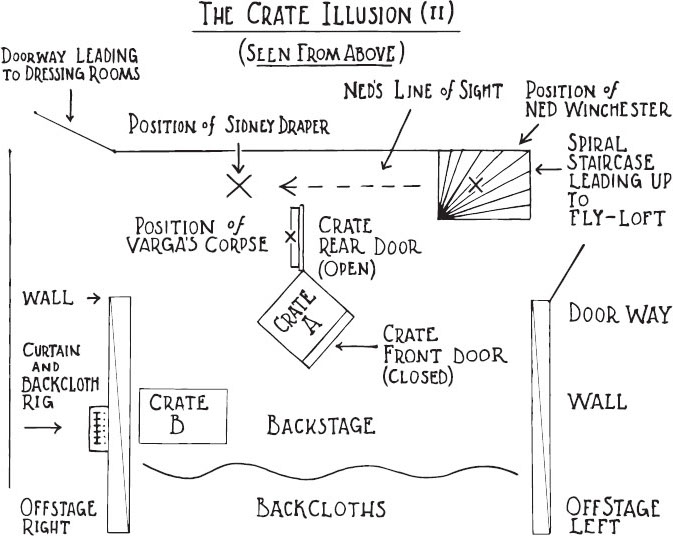 THE CRATE ILLUSION (II)
(SEEN FROM ABOVE)
DOORWAY LEADING
TO DRESSING ROOMS
NED'S LINE OF SIGHT
POSITION OF
NED WINCHESTER
POSITION OF SIDNEY DRAPER
SPIRAL
STAIRCASE
LEADING UP
TO
FLY-LOFT
POSITION OF
VARGA'S CORPSE
CRATE
REAR DOOR
(OPEN)
CRATE
A
WALL
DOOR WAY
CRATE
FRONT DOOR
(CLOSED)
CURTAIN
AND
BACKCLOTH
RIG
CRATE
B
WALL
BACKSTAGE
BACKCLOTHS
OFFSTAGE
RIGHT
OFFSTAGE
LEFT